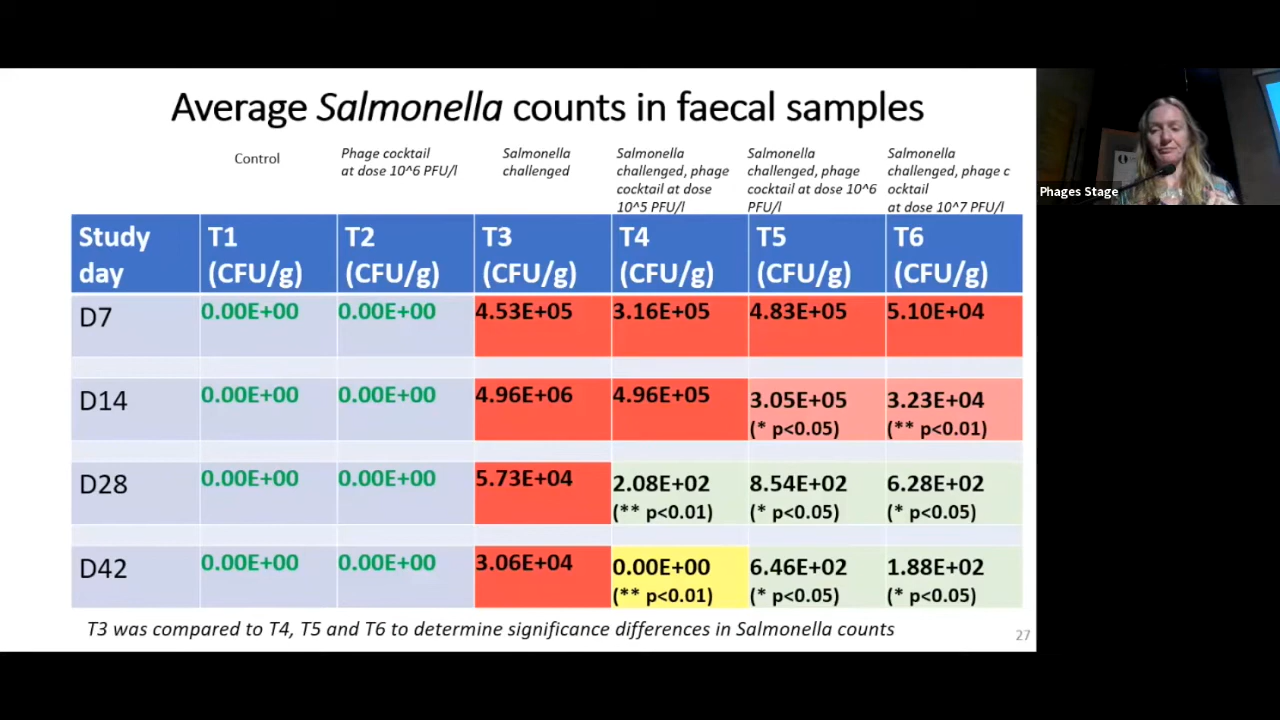 Average Salmonella counts in faecal samples
Control
Phage cocktail
at dose 10^6 PFU/l
Salmonella
challenged
Salmonella
challenged, phage
cocktail at dose
10^5 PFU/l
Salmonella
challenged, phage
cocktail at dose 10^6
PFU/l
Salmonella
challenged, phage c
ocktail
at dose 10^7 PFU/l
Study
day
T1
(CFU/g)
T2
(CFU/g)
T3
(CFU/g)
T4
(CFU/g)
T5
(CFU/g)
T6
(CFU/g)
D7 0.00E+00 0.00E+00 4.53E+05 3.16E+05 4.83E+05 5.10E+04
D14 0.00E+00 0.00E+00 4.96E+06 4.96E+05 3.05E+05 3.23E+04
(* p<0.05) (** p<0.01)
D28 0.00E+00 0.00E+00 5.73E+04 2.08E+02 8.54E+02 6.28E+02
(** p<0.01) (* p<0.05) (* p<0.05)
D42 0.00E+00 0.00E+00 3.06E+04 0.00E+00 6.46E+02 1.88E+02
(** p<0.01) (* p<0.05) (* p<0.05)
T3 was compared to T4, T5 and T6 to determine significance differences in Salmonella counts
27
Phages Stage